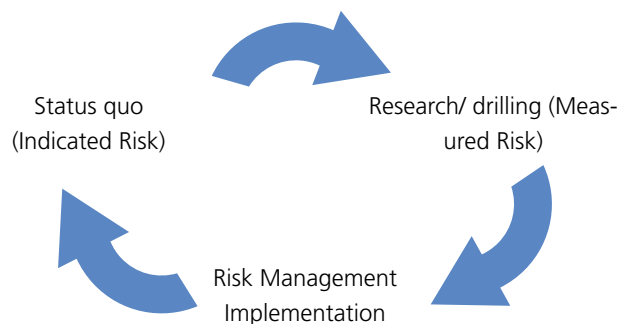 Status quo
(Indicated Risk)
Research/ drilling (Meas-
ured Risk)
Risk Management
Implementation